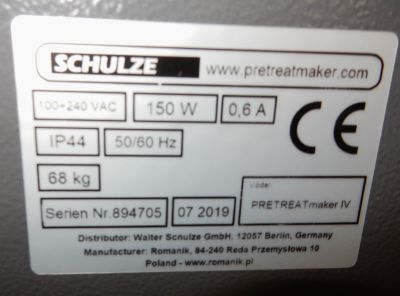 SCHULZE www.pretreatmaker.com
100÷240 VAC 150 W 0,6 A
IP44 50/60 Hz CE
68 kg
Model
Serien Nr.894705 07 2019 PRETREATmaker IV
Distributor: Walter Schulze GmbH, 12057 Berlin, Germany
Manufacturer: Romanik, 84-240 Reda Przemysłowa 10
Poland - www.romanik.pl